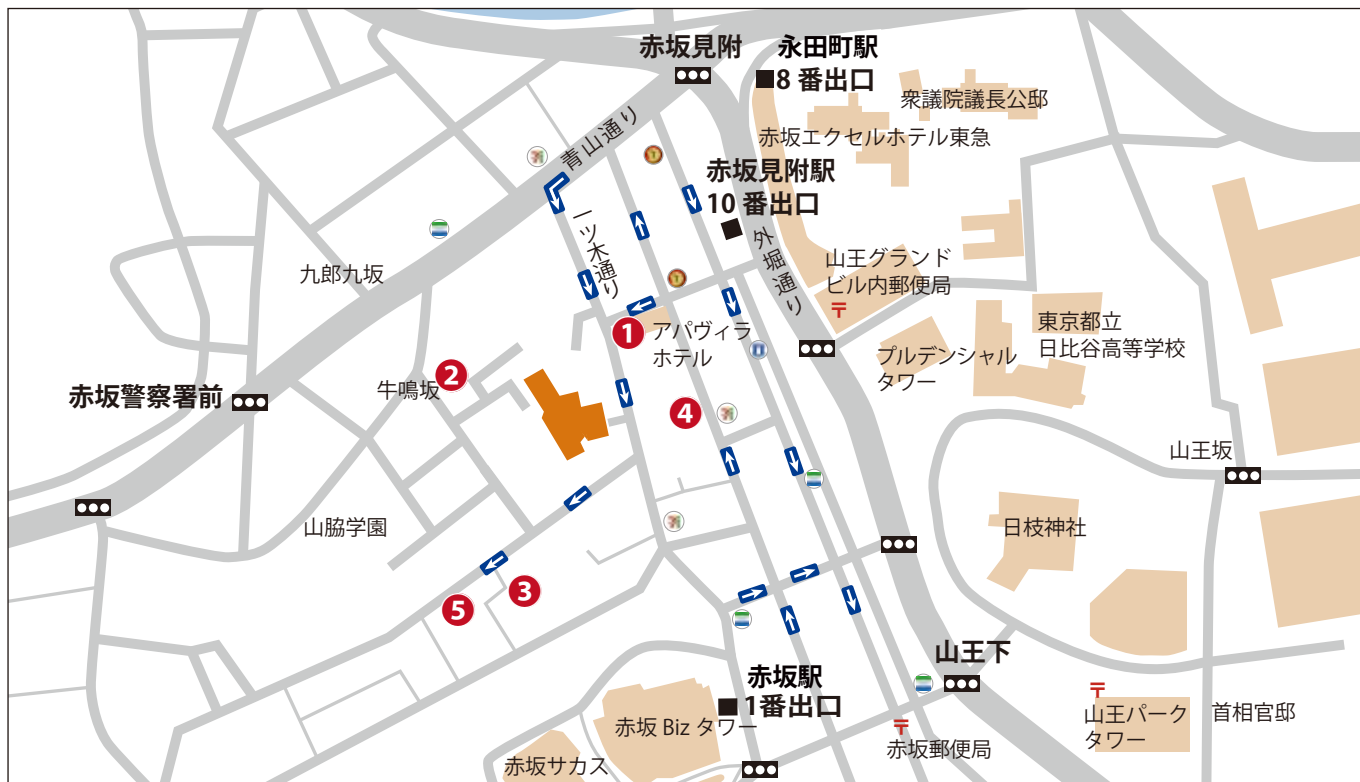 赤坂見附
永田町駅
8 番出口
衆議院議長公邸
赤坂エクセルホテル東急
青山通り
赤坂見附駅
10 番出口
一ツ木通り
外堀通り
九郎九坂
山王グランド
ビル内郵便局
〒
1
アパヴィラ
ホテル
東京都立
日比谷高等学校
プルデンシャル
タワー
2
牛鳴坂
赤坂警察署前
4
山王坂
山脇学園
日枝神社
3
5
山王下
赤坂駅
1番出口
〒
赤坂 Biz タワー
〒
山王パーク
タワー
首相官邸
赤坂郵便局
赤坂サカス